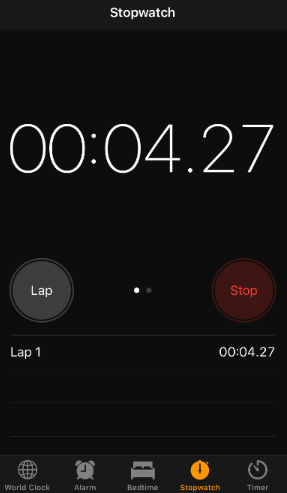 Stopwatch
00:04.27
Lap Stop
Lap 1 00:04.27
World Clock Alarm Bedtime Stopwatch Timer